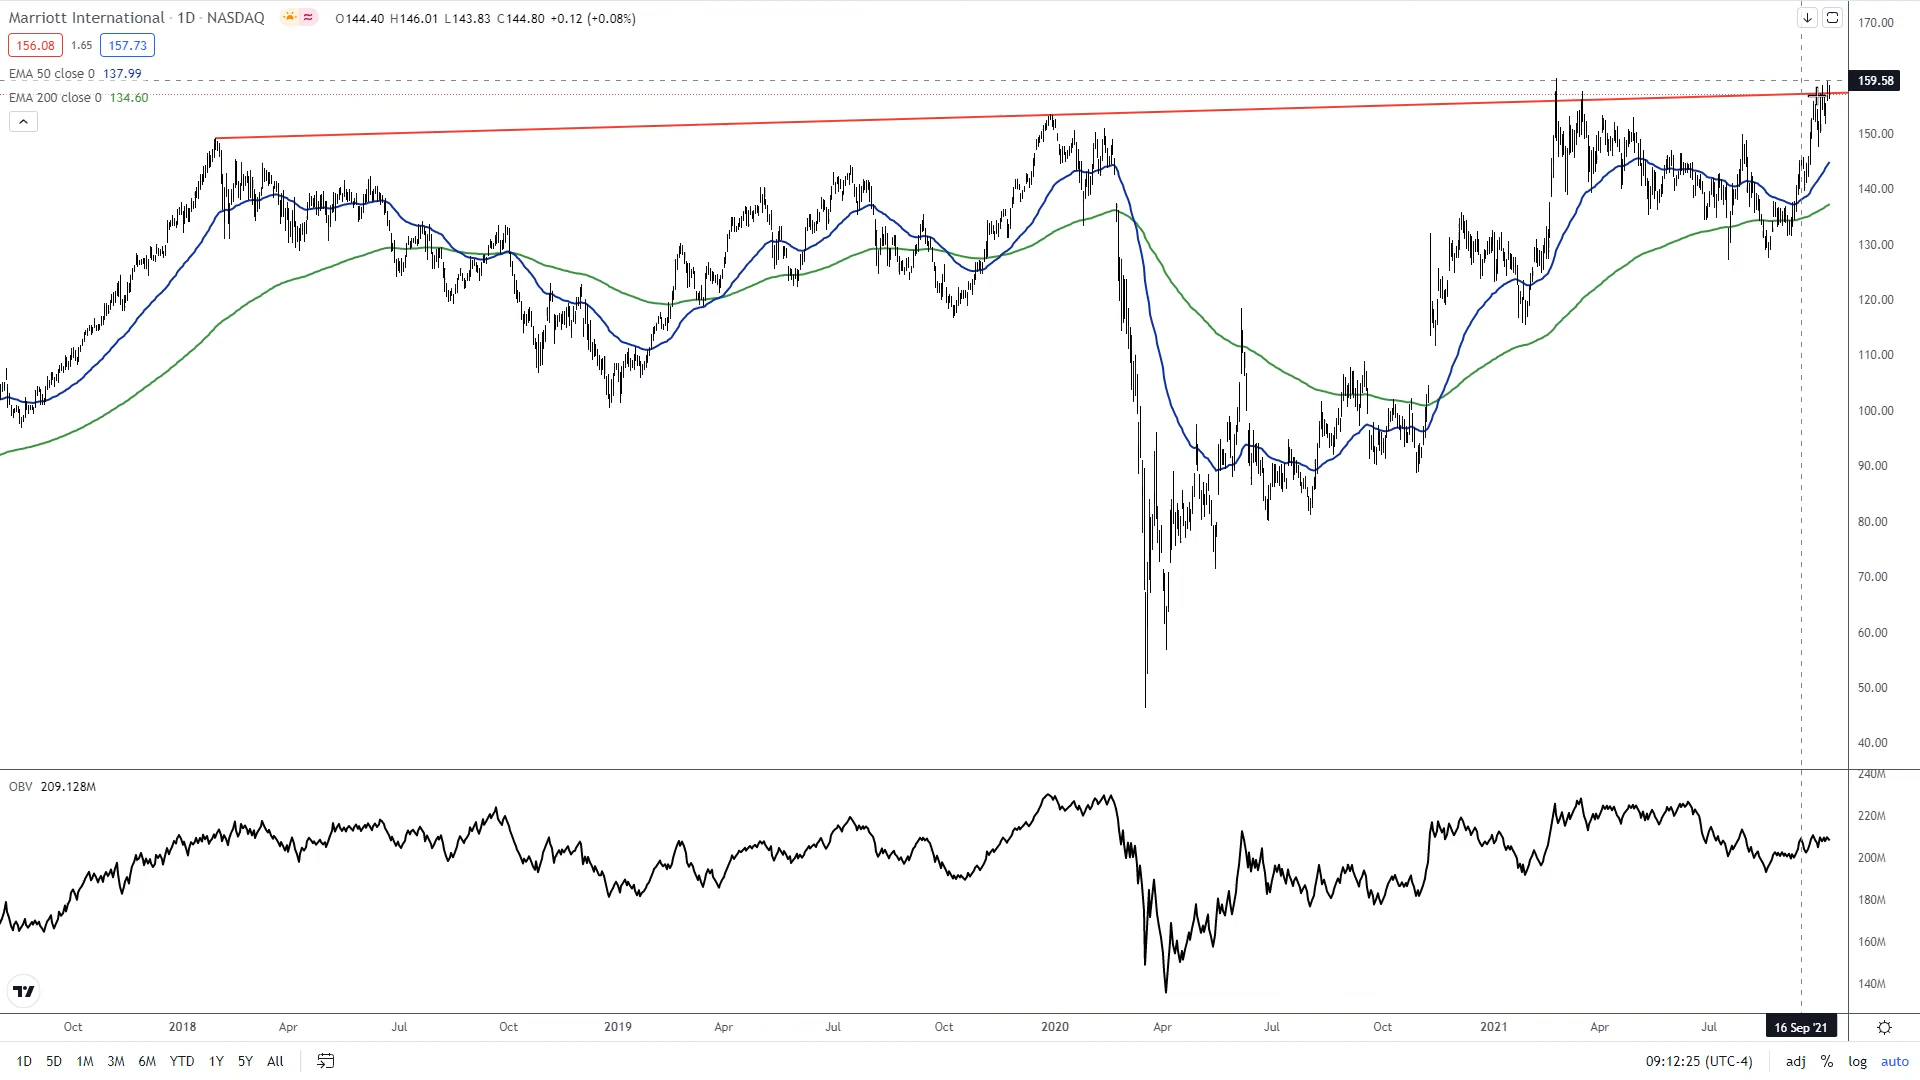 Marriott International · 1D · NASDAQ O144.40 H146.01 L143.83 C144.80 +0.12 (+0.08%)
156.08 1.65 157.73
EMA 50 close 0 137.99
EMA 200 close 0 134.60
170.00
159.58
150.00
140.00
130.00
120.00
110.00
100.00
90.00
80.00
70.00
60.00
50.00
40.00
OBV 209.128M
240M
220M
200M
180M
160M
140M
Oct 2018 Apr Jul Oct 2019 Apr Jul Oct 2020 Apr Jul Oct 2021 Apr Jul 16 Sep '21
1D 5D 1M 3M 6M YTD 1Y 5Y All 09:12:25 (UTC-4) adj % log auto